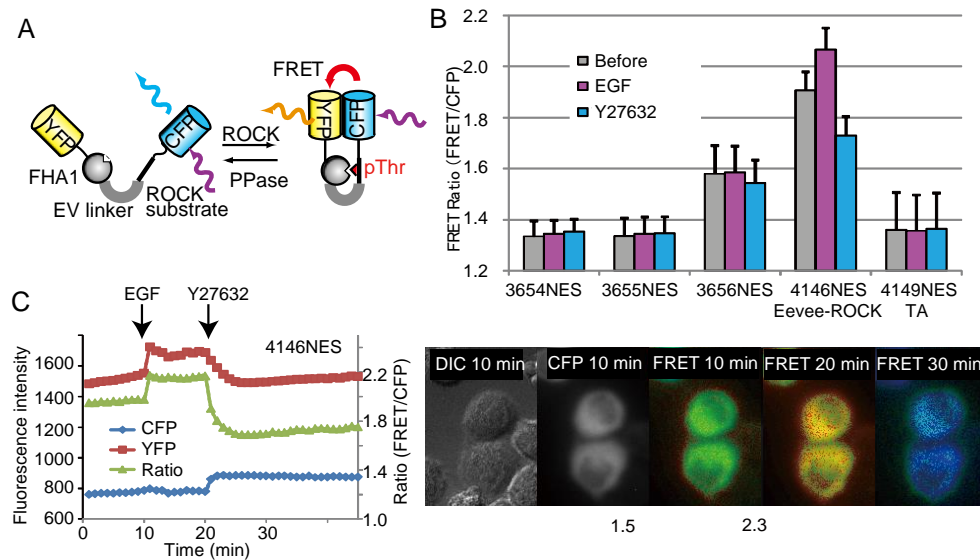 A
FRET
YFP
CFP
YFP
CFP
ROCK
PPase
FHA1
pThr
EV linker
ROCK
substrate
B
FRET Ratio (FRET/CFP)
2.2
2.0
1.8
1.6
1.4
1.2
Before
EGF
Y27632
3654NES
3655NES
3656NES
4146NES
Eevee-ROCK
4149NES
TA
C
EGF
Y27632
4146NES
Fluorescence intensity
1600
1400
1200
1000
800
600
CFP
YFP
Ratio
2.2
1.8
1.4
1.0
Ratio (FRET/CFP)
0
10
20
30
Time (min)
DIC 10 min
CFP 10 min
FRET 10 min
FRET 20 min
FRET 30 min
1.5
2.3